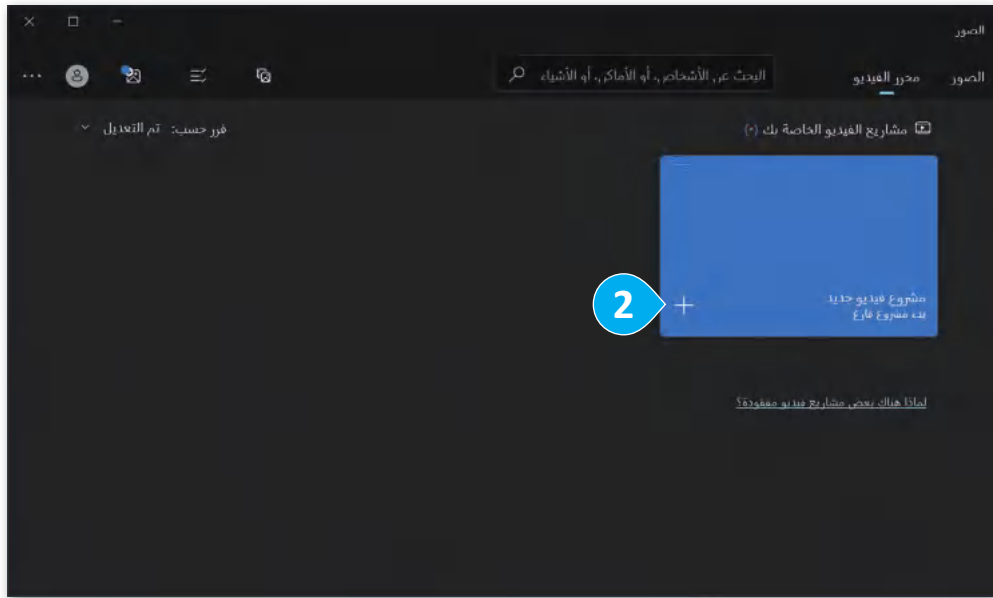 الصور
الصور
محرر الفيديو
البحث عن الأشخاص، أو الأماكن، أو الأشياء
مشاريع الفيديو الخاصة بك (٠)
فرز حسب: تم التعديل
2
مشروع فيديو جديد
بدء مشروع فارغ
لماذا هناك بعض مشاريع فيديو مفقودة؟